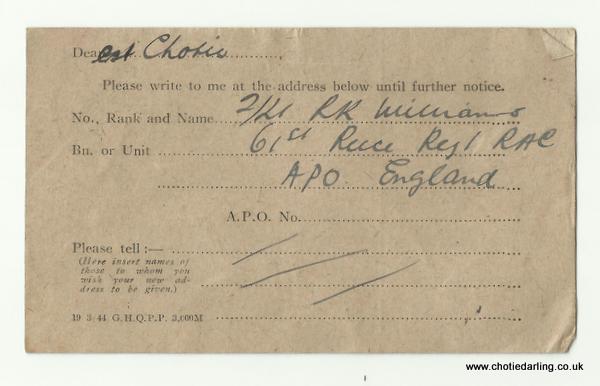 Dearest Chotie
Please write to me at the address below until further notice.
No., Rank and Name 2/Lt RK Williams
Bn. or Unit 61st Recce Regt RAC
APO England
A.P.O. No.
Please tell :—
(Here insert names of
those to whom you
wish your new ad-
dress to be given.)
19 3/44 G.H.Q.P.P. 3,000M
www.chotiedarling.co.uk